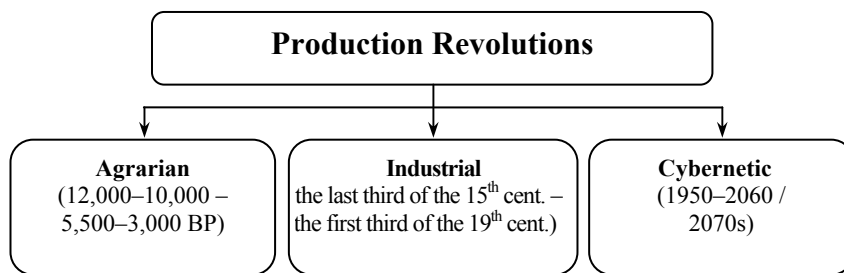 Production Revolutions
Agrarian
(12,000–10,000 –
5,500–3,000 BP)
Industrial
the last third of the 15th cent. –
the first third of the 19th cent.)
Cybernetic
(1950–2060 /
2070s)